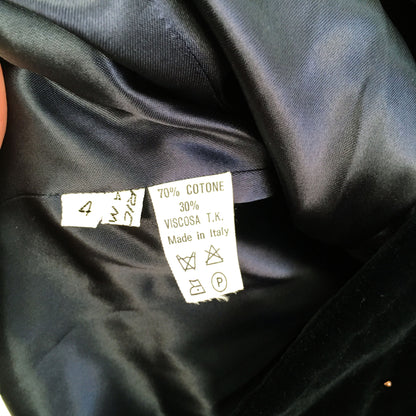 4
70% COTONE
30%
VISCOSA T.K.
Made in Italy
P